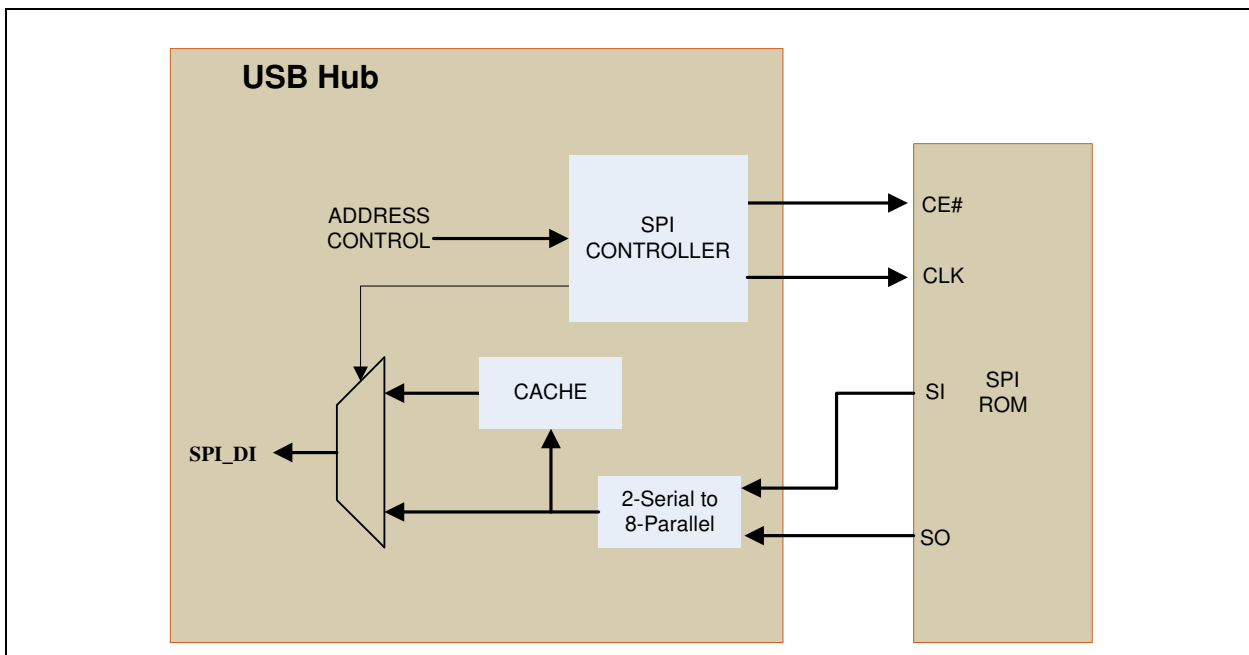 USB Hub
ADDRESS
CONTROL
SPI
CONTROLLER
CE#
CLK
CACHE
SI
SPI
ROM
SPI_DI
2-Serial to
8-Parallel
SO